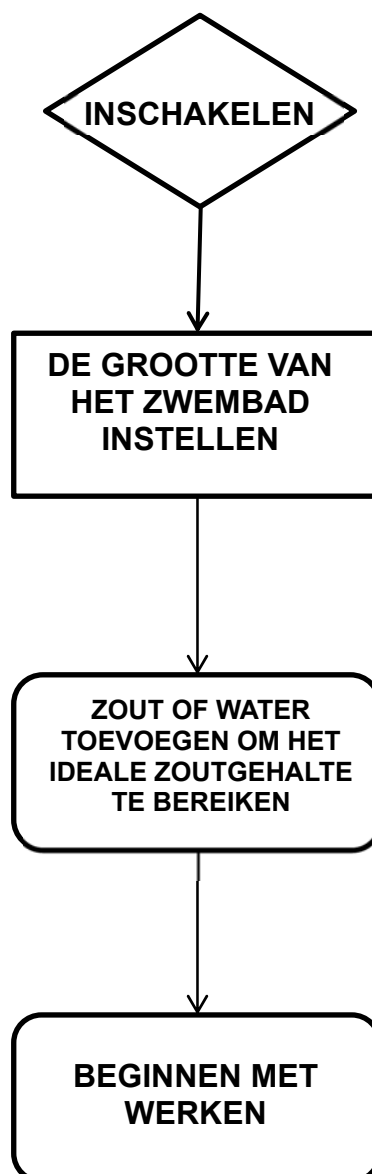 INSCHAKELEN
DE GROOTTE VAN
HET ZWEMBAD
INSTELLEN
ZOUT OF WATER
TOEVOEGEN OM HET
IDEALE ZOUTGEHALTE
TE BEREIKEN
BEGINNEN MET
WERKEN